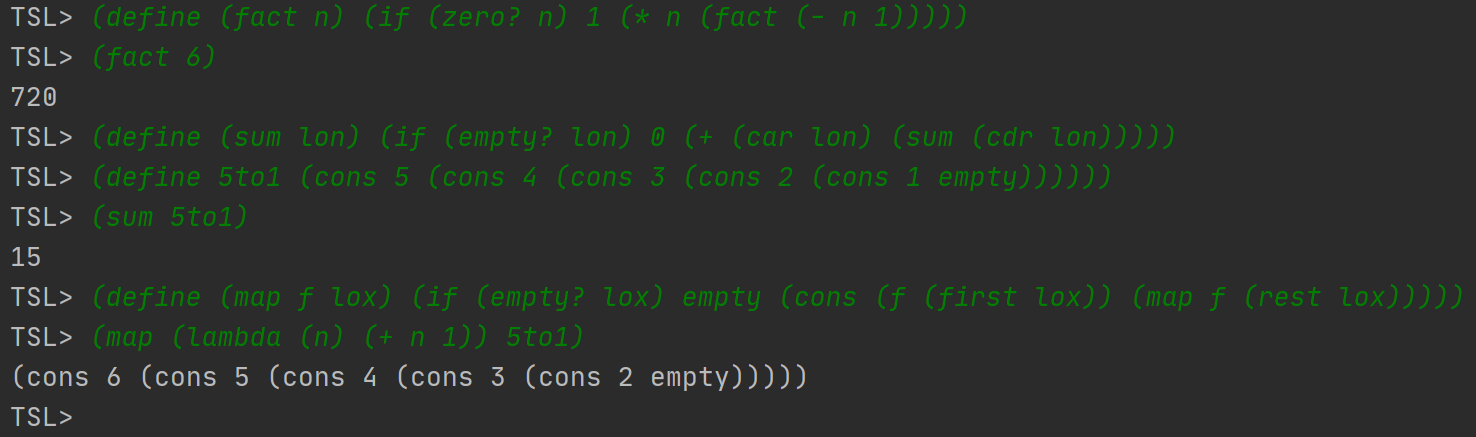 TSL> (define (fact n) (if (zero? n) 1 (* n (fact (- n 1)))))
TSL> (fact 6)
720
TSL> (define (sum lon) (if (empty? lon) 0 (+ (car lon) (sum (cdr lon)))))
TSL> (define 5to1 (cons 5 (cons 4 (cons 3 (cons 2 (cons 1 empty))))))
TSL> (sum 5to1)
15
TSL> (define (map f lox) (if (empty? lox) empty (cons (f (first lox)) (map f (rest lox)))))
TSL> (map (lambda (n) (+ n 1)) 5to1)
(cons 6 (cons 5 (cons 4 (cons 3 (cons 2 empty)))))
TSL>